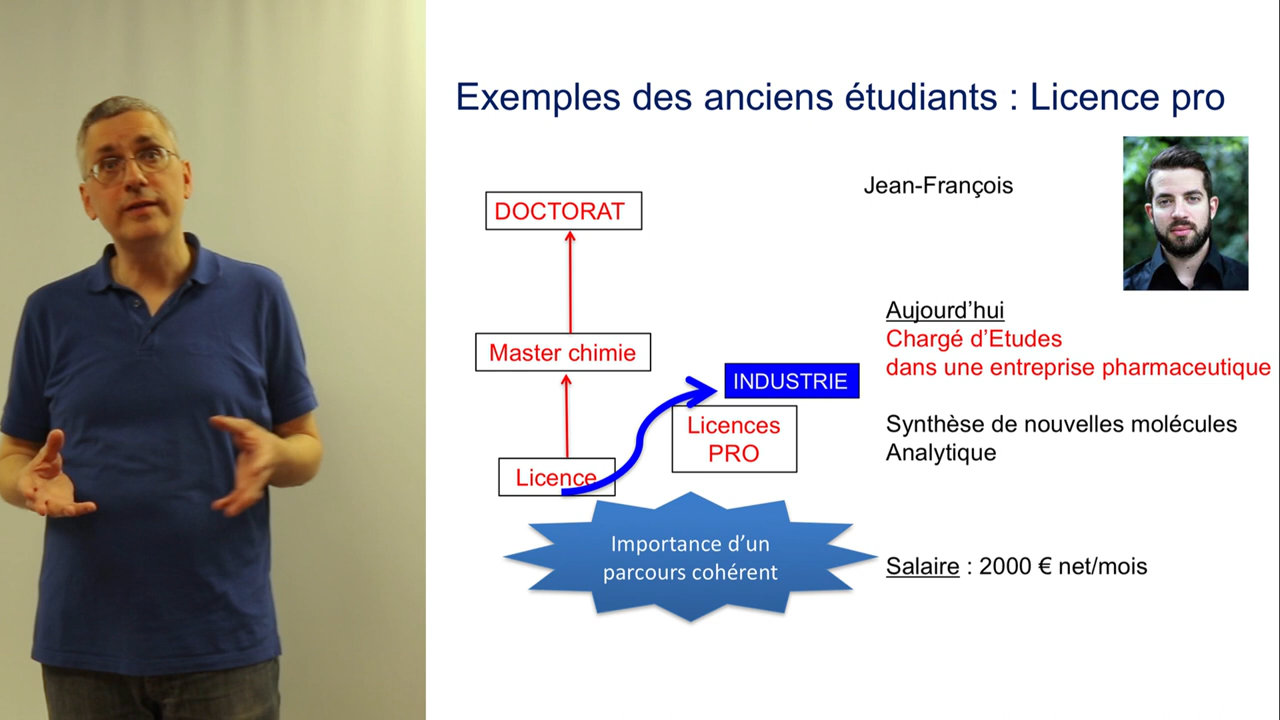 Exemples des anciens étudiants : Licence pro
Jean-François
DOCTORAT
Master chimie
INDUSTRIE
Licences
PRO
Licence
Importance d’un
parcours cohérent
Aujourd’hui
Chargé d’Etudes
dans une entreprise pharmaceutique
Synthèse de nouvelles molécules
Analytique
Salaire : 2000 € net/mois